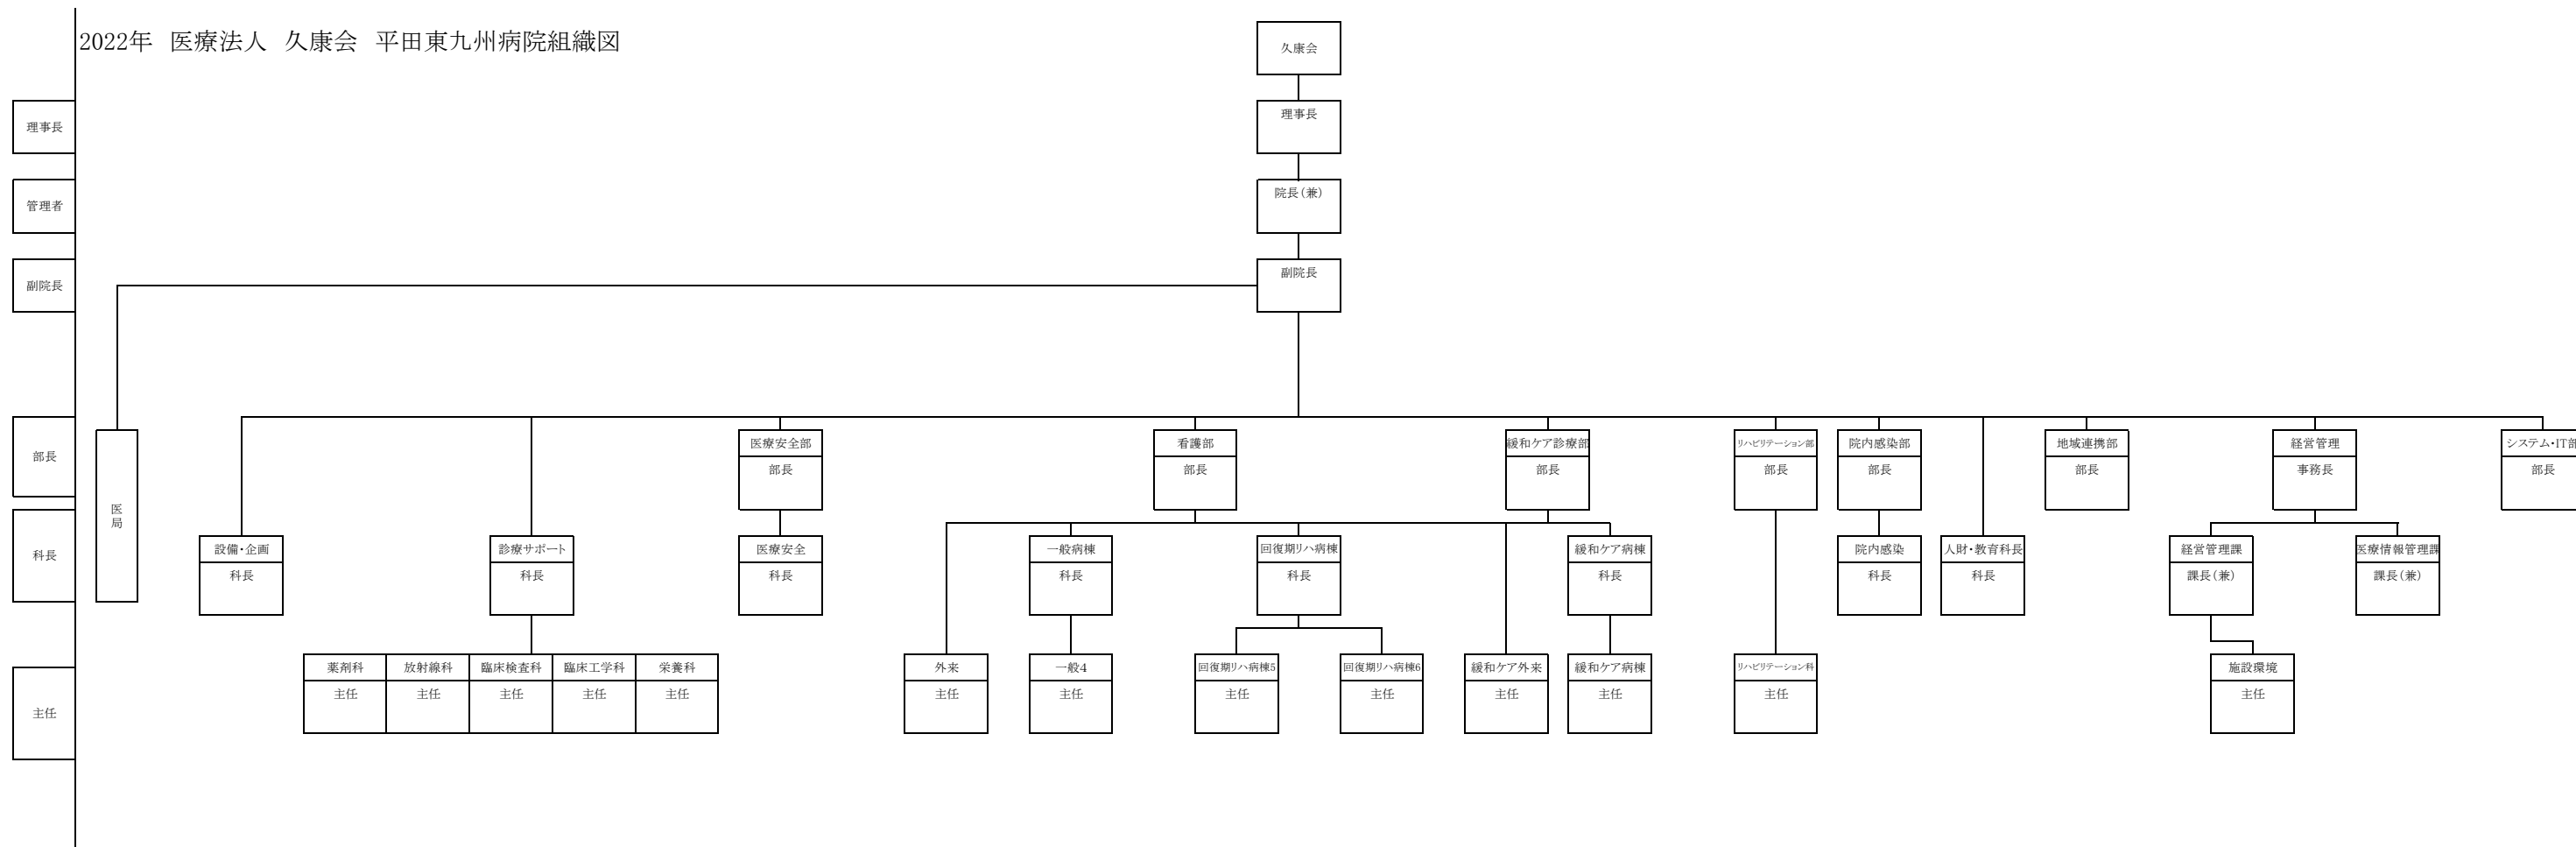 2022年 医療法人 久康会 平田東九州病院組織図
久康会
理事長
理事長
管理者
院長（兼）
副院長
副院長
部長
科長
主任
医局
医療安全部
部長
看護部
部長
緩和ケア診療部
部長
リハビリテーション部
部長
院内感染部
部長
地域連携部
部長
経営管理
事務長
システム・IT部
部長
設備・企画
科長
診療サポート
科長
医療安全
科長
一般病棟
科長
回復期リハ病棟
科長
緩和ケア病棟
科長
院内感染
科長
人財・教育科長
科長
経営管理課
課長（兼）
医療情報管理課
課長（兼）
薬剤科
主任
放射線科
主任
臨床検査科
主任
臨床工学科
主任
栄養科
主任
外来
主任
一般4
主任
回復期リハ病棟5
主任
回復期リハ病棟6
主任
緩和ケア外来
主任
緩和ケア病棟
主任
リハビリテーション科
主任
施設環境
主任